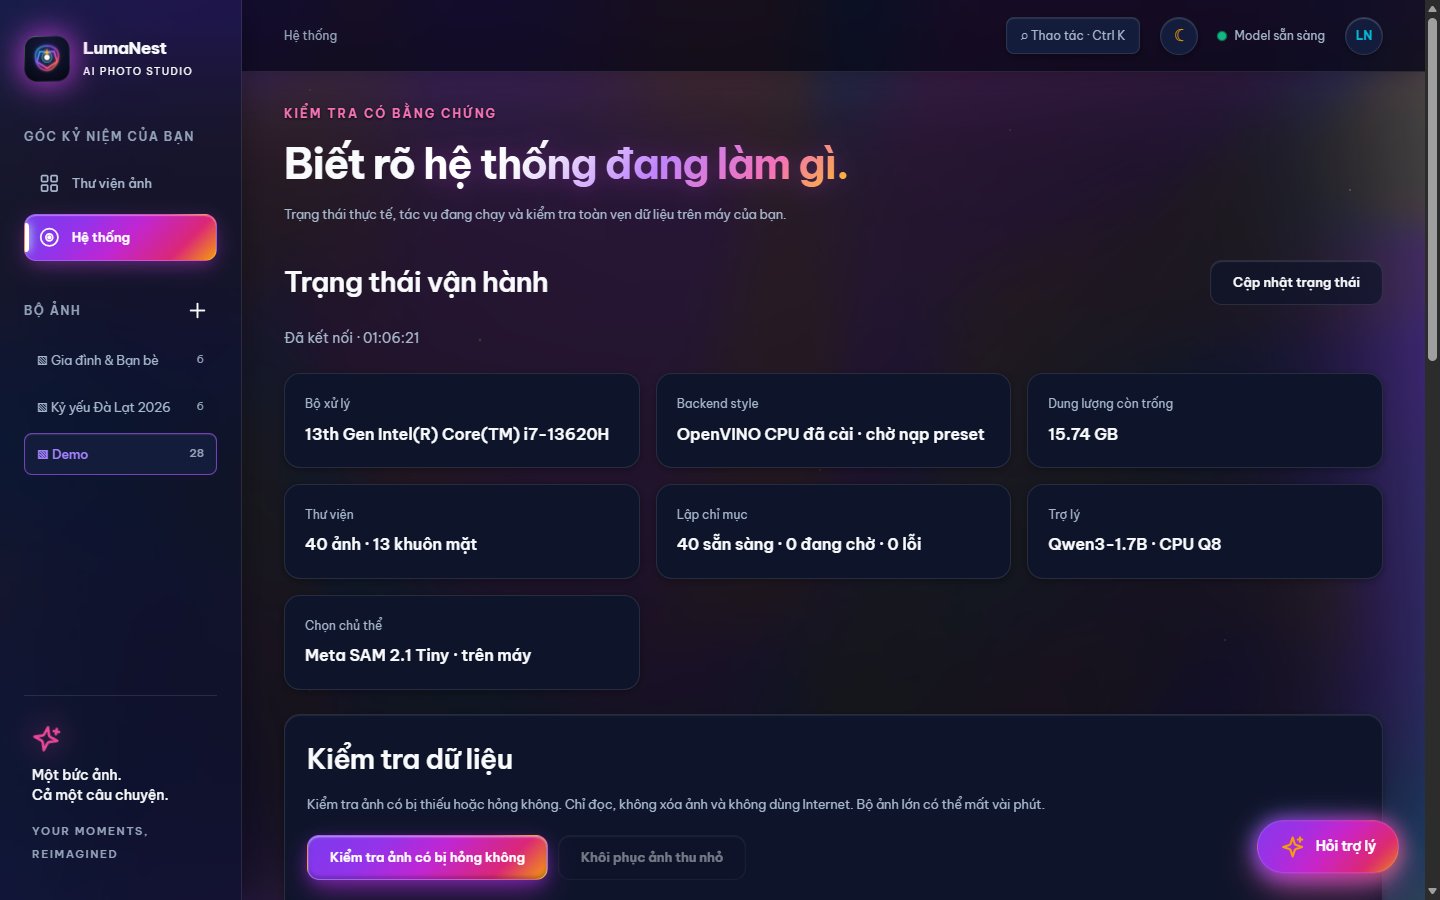 LumaNest
AI PHOTO STUDIO
GÓC KỶ NIỆM CỦA BẠN
Thư viện ảnh
Hệ thống
BỘ ẢNH
Gia đình & Bạn bè 6
Kỷ yếu Đà Lạt 2026 6
Demo 28
Một bức ảnh.
Cả một câu chuyện.
YOUR MOMENTS,
REIMAGINED
Hệ thống
Thao tác · Ctrl K
Model sẵn sàng
LN
KIỂM TRA CÓ BẰNG CHỨNG
Biết rõ hệ thống đang làm gì.
Trạng thái thực tế, tác vụ đang chạy và kiểm tra toàn vẹn dữ liệu trên máy của bạn.
Trạng thái vận hành
Cập nhật trạng thái
Đã kết nối · 01:06:21
Bộ xử lý
13th Gen Intel(R) Core(TM) i7-13620H
Backend style
OpenVINO CPU đã cài · chờ nạp preset
Dung lượng còn trống
15.74 GB
Thư viện
40 ảnh · 13 khuôn mặt
Lập chỉ mục
40 sẵn sàng · 0 đang chờ · 0 lỗi
Trợ lý
Qwen3-1.7B · CPU Q8
Chọn chủ thể
Meta SAM 2.1 Tiny · trên máy
Kiểm tra dữ liệu
Kiểm tra ảnh có bị thiếu hoặc hỏng không. Chỉ đọc, không xóa ảnh và không dùng Internet. Bộ ảnh lớn có thể mất vài phút.
Kiểm tra ảnh có bị hỏng không
Khôi phục ảnh thu nhỏ
Hỏi trợ lý